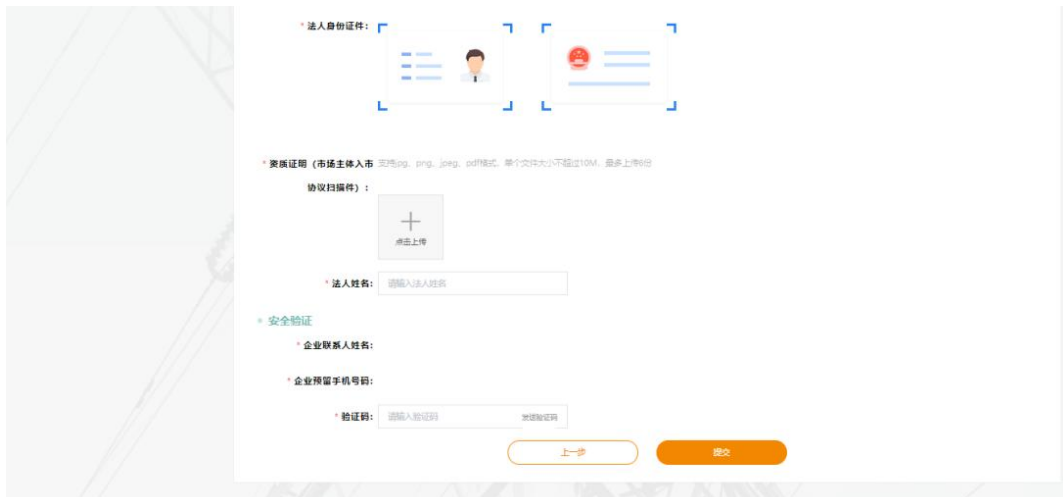 * 法人身份证件：
* 资质证明（市场主体入市 支持jpg、png、jpeg、pdf格式，单个文件大小不超过10M，最多上传6份
协议扫描件）：
点击上传
* 法人姓名: 请输入法人姓名
安全验证
* 企业联系人姓名:
* 企业预留手机号码:
* 验证码: 请输入验证码 发送验证码
上一步 提交